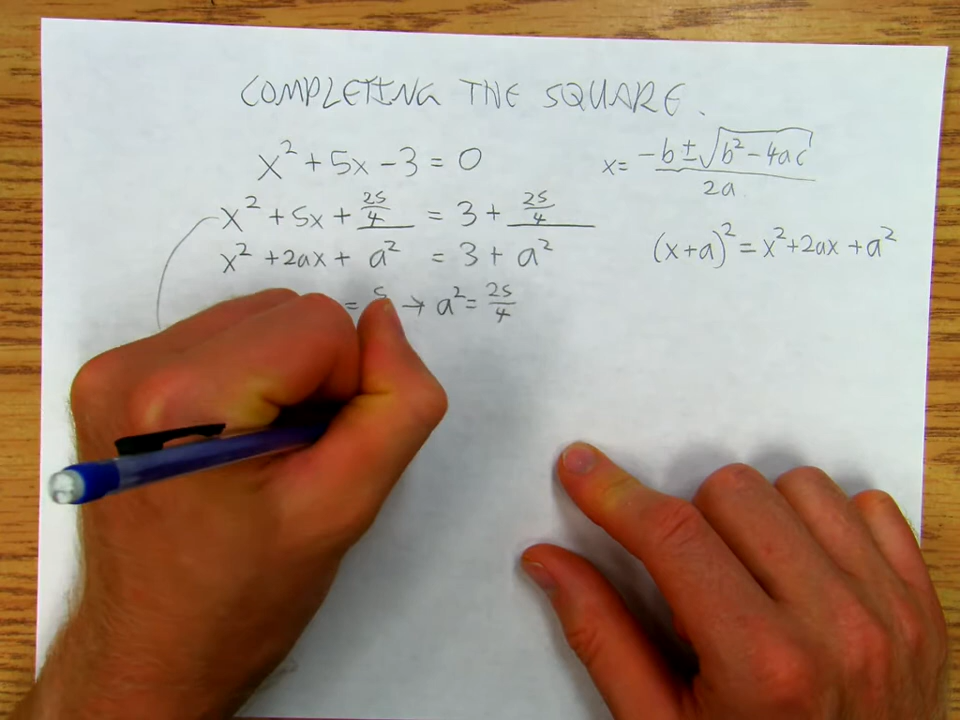 COMPLETING THE SQUARE.
x² + 5x - 3 = 0
x² + 5x + 25/4 = 3 + 25/4
x² + 2ax + a² = 3 + a²
= 5 → a² = 25/4
x = (-b ± √(b² - 4ac))/2a
(x+a)² = x² + 2ax + a²